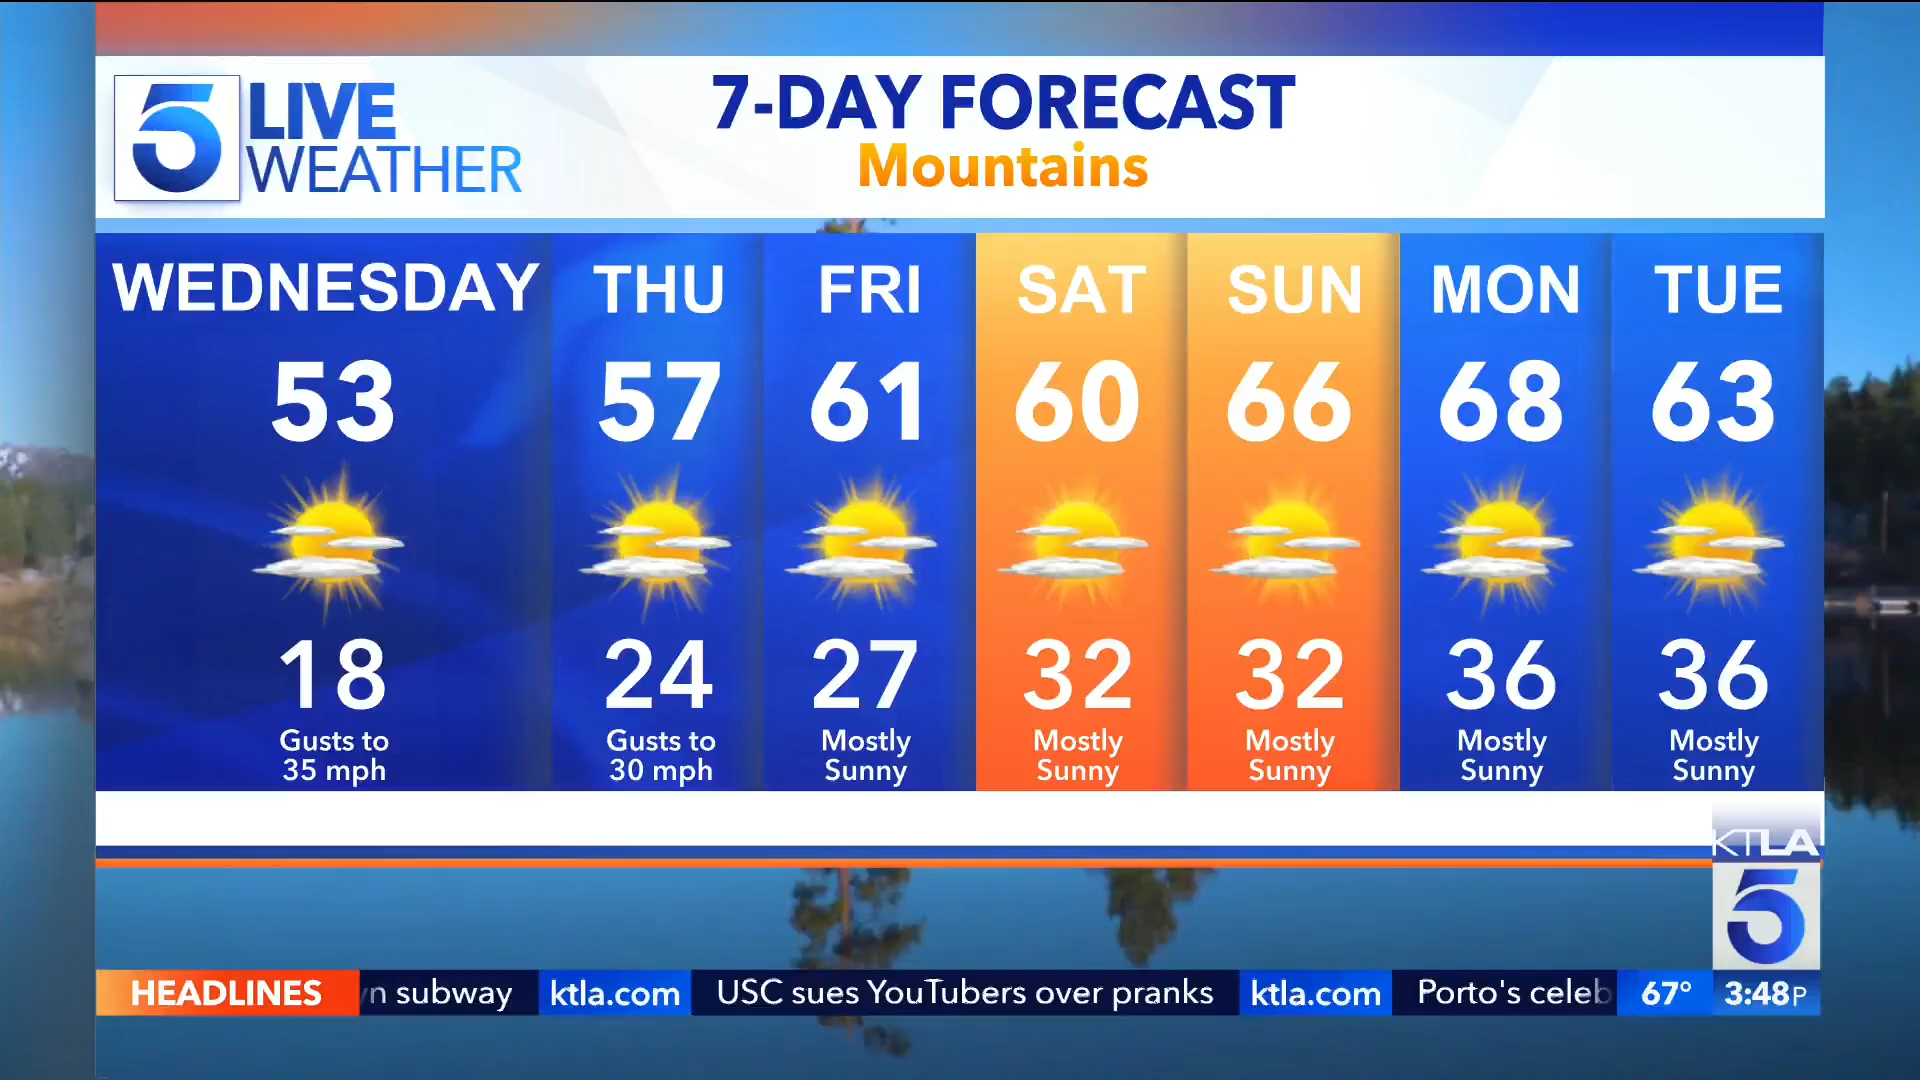 5 LIVE
WEATHER
7-DAY FORECAST
Mountains
WEDNESDAY
53
18
Gusts to
35 mph
THU
57
24
Gusts to
30 mph
FRI
61
27
Mostly
Sunny
SAT
60
32
Mostly
Sunny
SUN
66
32
Mostly
Sunny
MON
68
36
Mostly
Sunny
TUE
63
36
Mostly
Sunny
KTLA
5
HEADLINES n subway ktla.com USC sues YouTubers over pranks ktla.com Porto's celeb 67° 3:48P